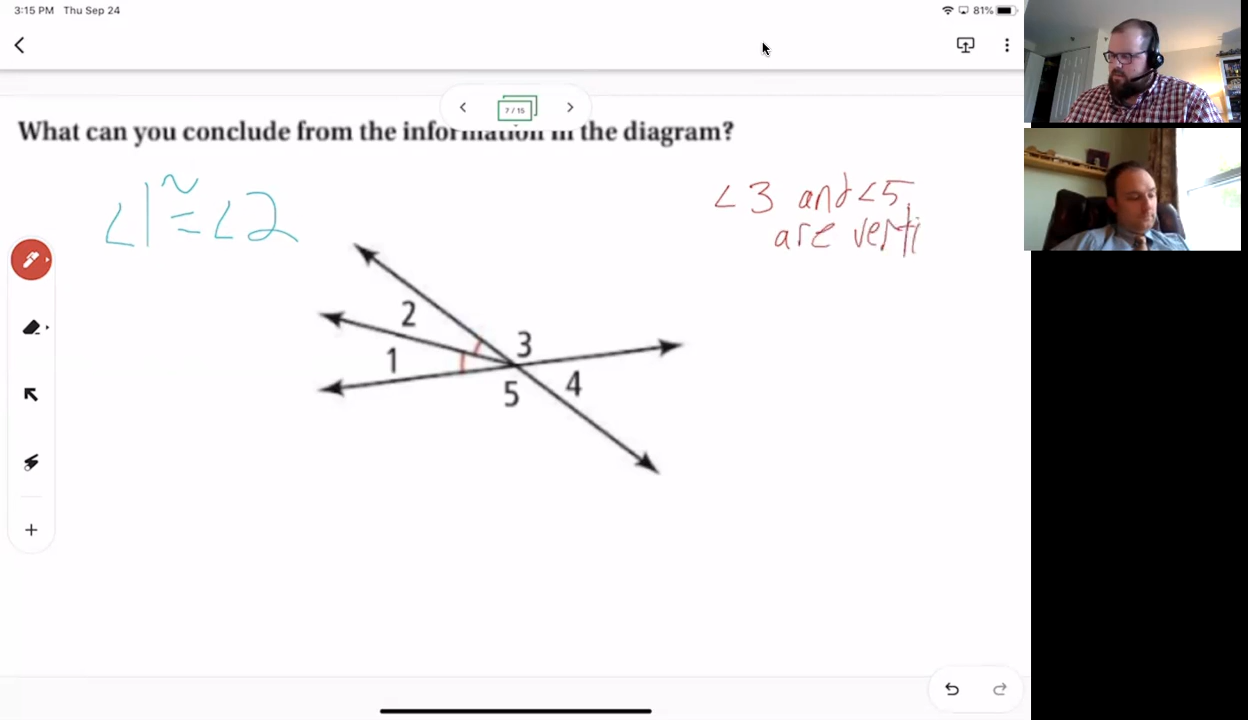 3:15 PM Thu Sep 24
81%
7 / 15
What can you conclude from the information in the diagram?
∠1 ≅ ∠2
∠3 and ∠5
are verti
2
3
1
4
5